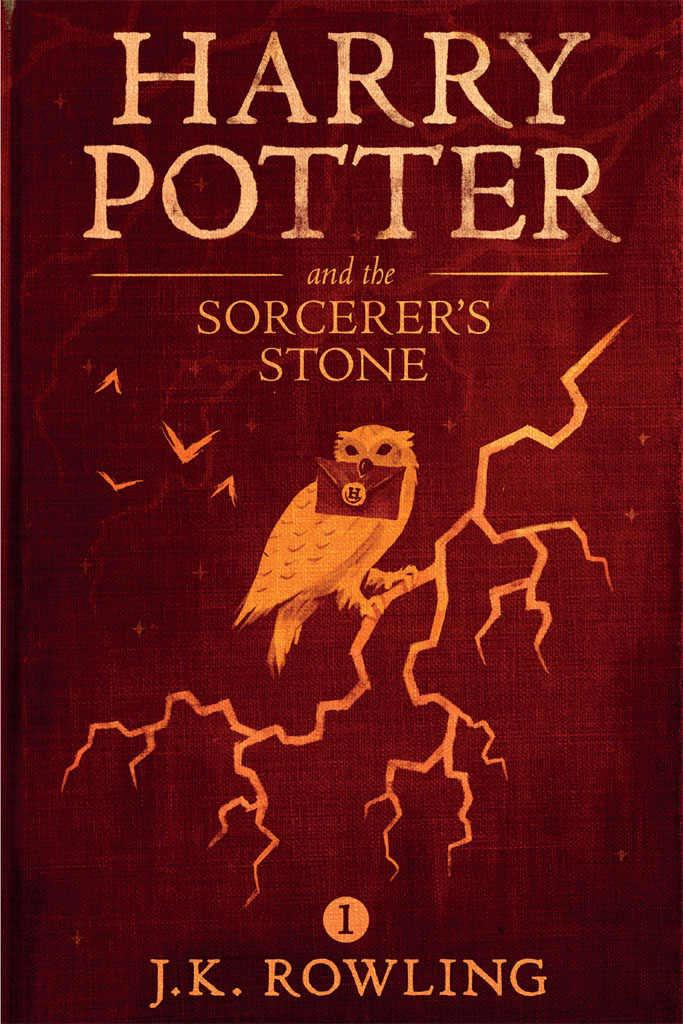 HARRY
POTTER
and the
SORCERER'S
STONE
H
1
J.K. ROWLING